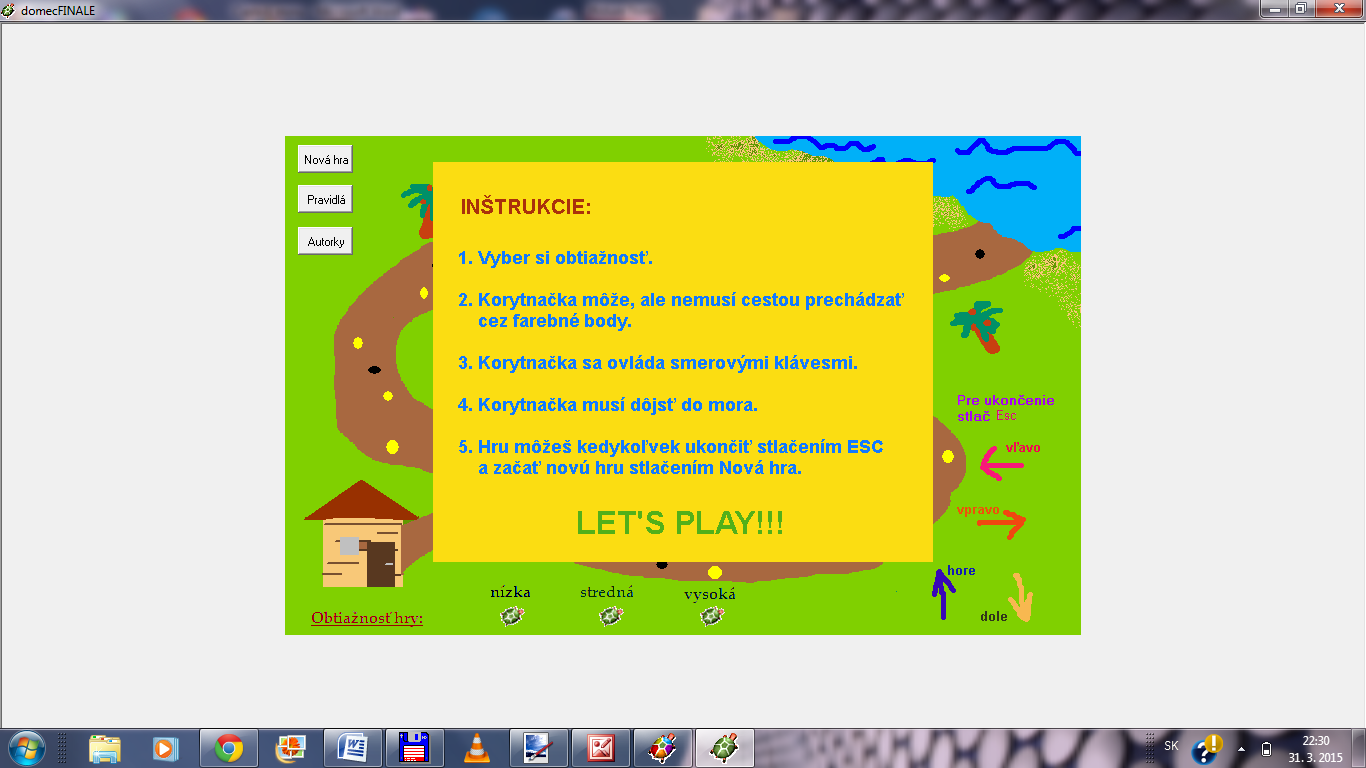 domecFINALE
Nová hra
Pravidlá
Autorky
INŠTRUKCIE:
1. Vyber si obtiažnosť.
2. Korytnačka môže, ale nemusí cestou prechádzať
cez farebné body.
3. Korytnačka sa ovláda smerovými klávesmi.
4. Korytnačka musí dôjsť do mora.
5. Hru môžeš kedykoľvek ukončiť stlačením ESC
a začať novú hru stlačením Nová hra.
LET'S PLAY!!!
Pre ukončenie
stlač Esc
vľavo
vpravo
hore
dole
nízka stredná vysoká
Obtiažnosť hry:
SK
22:30
31. 3. 2015